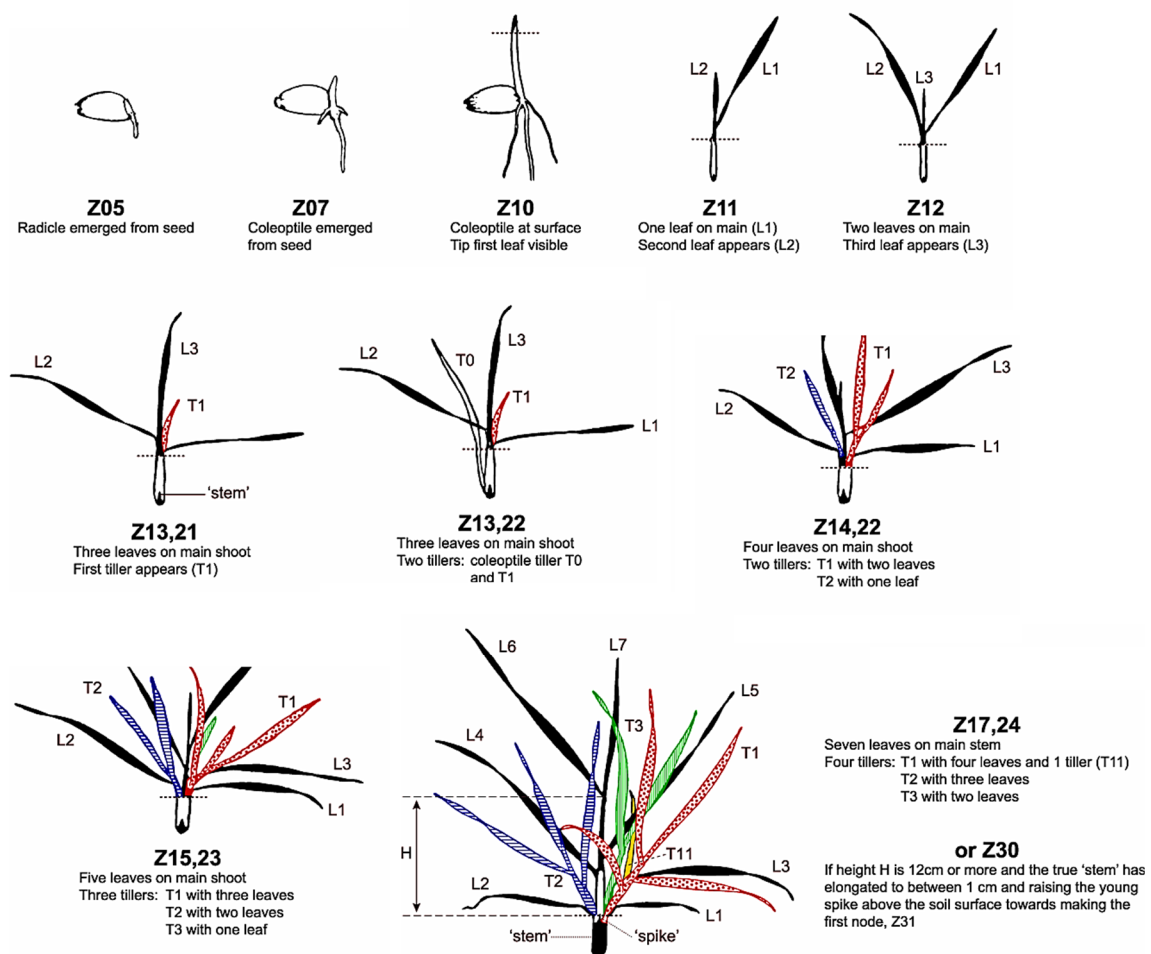 L2
L1
L2
L3
L1
Z05
Radicle emerged from seed
Z07
Coleoptile emerged
from seed
Z10
Coleoptile at surface
Tip first leaf visible
Z11
One leaf on main (L1)
Second leaf appears (L2)
Z12
Two leaves on main
Third leaf appears (L3)
L2
L3
T1
'stem'
Z13,21
Three leaves on main shoot
First tiller appears (T1)
L2
T0
L3
T1
L1
Z13,22
Three leaves on main shoot
Two tillers: coleoptile tiller T0
and T1
L2
T2
T1
L3
L1
Z14,22
Four leaves on main shoot
Two tillers: T1 with two leaves
T2 with one leaf
L2
T2
T1
L3
L1
Z15,23
Five leaves on main shoot
Three tillers: T1 with three leaves
T2 with two leaves
T3 with one leaf
L6
L7
L5
L4
T3
T1
H
T11
T2
L3
L2
L1
'stem'
'spike'
Z17,24
Seven leaves on main stem
Four tillers: T1 with four leaves and 1 tiller (T11)
T2 with three leaves
T3 with two leaves
or Z30
If height H is 12cm or more and the true 'stem' has
elongated to between 1 cm and raising the young
spike above the soil surface towards making the
first node, Z31